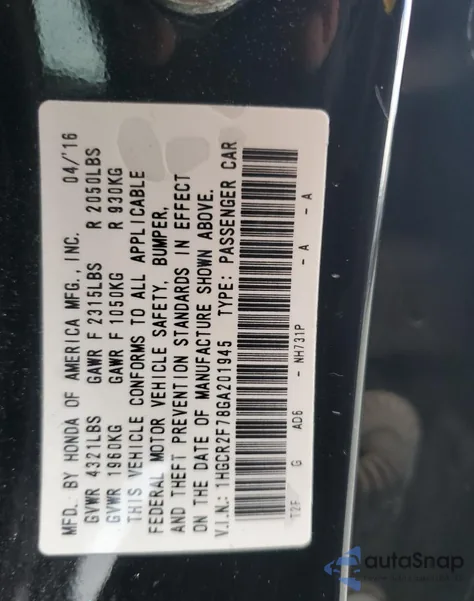 MFD. BY HONDA OF AMERICA MFG., INC. 04/'16
GVWR 4321LBS GAWR F 2315LBS R 2050LBS
GVWR 1960KG GAWR F 1050KG R 930KG
THIS VEHICLE CONFORMS TO ALL APPLICABLE
FEDERAL MOTOR VEHICLE SAFETY, BUMPER,
AND THEFT PREVENTION STANDARDS IN EFFECT
ON THE DATE OF MANUFACTURE SHOWN ABOVE.
V.I.N.: 1HGCR2F78GA201945 TYPE: PASSENGER CAR
T2F G AD6 - NH731P - A - A
autoSnap